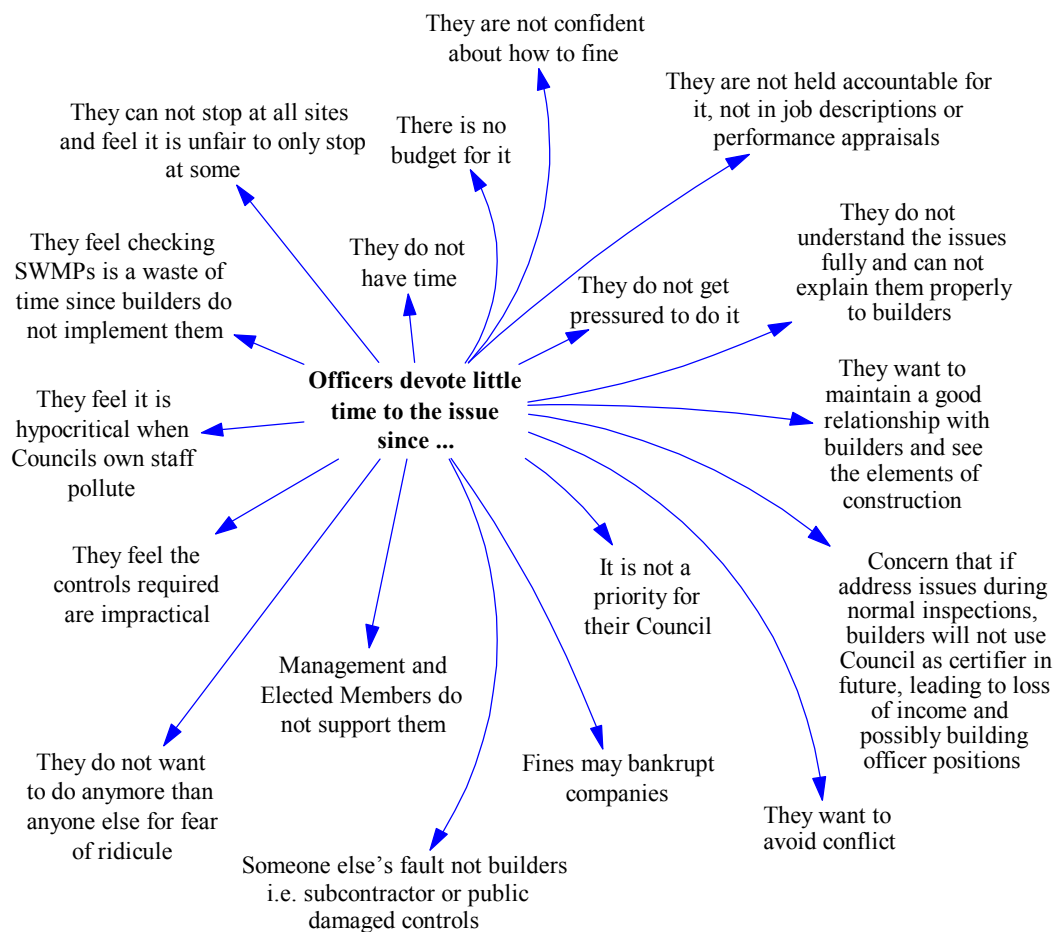 They are not confident
about how to fine
They are not held accountable for
it, not in job descriptions or
performance appraisals
They can not stop at all sites
and feel it is unfair to only stop
at some
There is no
budget for it
They do not
understand the issues
fully and can not
explain them properly
to builders
They feel checking
SWMPs is a waste of
time since builders do
not implement them
They do not
have time
They do not get
pressured to do it
Officers devote little
time to the issue
since ...
They want to
maintain a good
relationship with
builders and see
the elements of
construction
They feel it is
hypocritical when
Councils own staff
pollute
They feel the
controls required
are impractical
It is not a
priority for
their Council
Concern that if
address issues during
normal inspections,
builders will not use
Council as certifier in
future, leading to loss
of income and
possibly building
officer positions
Management and
Elected Members do
not support them
They do not want
to do anymore than
anyone else for fear
of ridicule
Fines may bankrupt
companies
They want to
avoid conflict
Someone else’s fault not builders
i.e. subcontractor or public
damaged controls